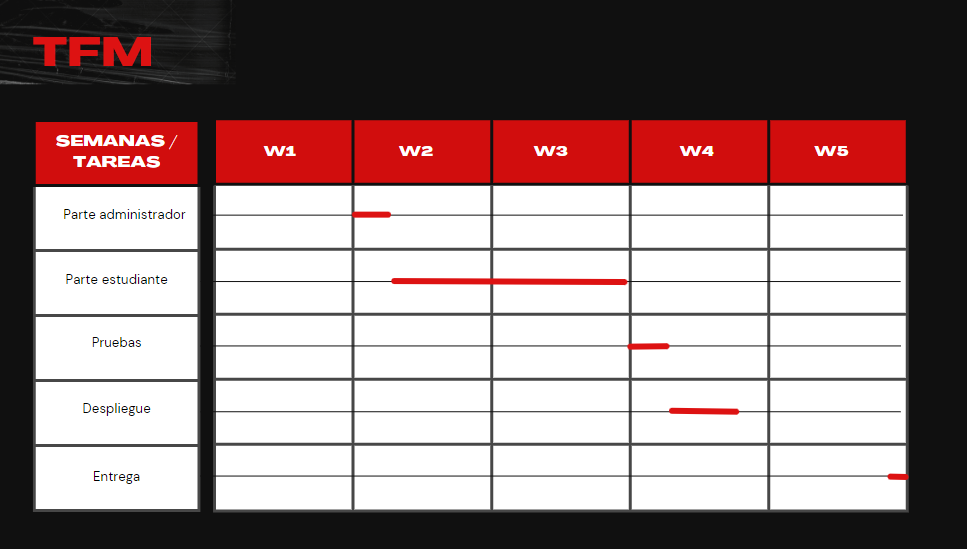 TFM
SEMANAS /
TAREAS
W1
W2
W3
W4
W5
Parte administrador
Parte estudiante
Pruebas
Despliegue
Entrega